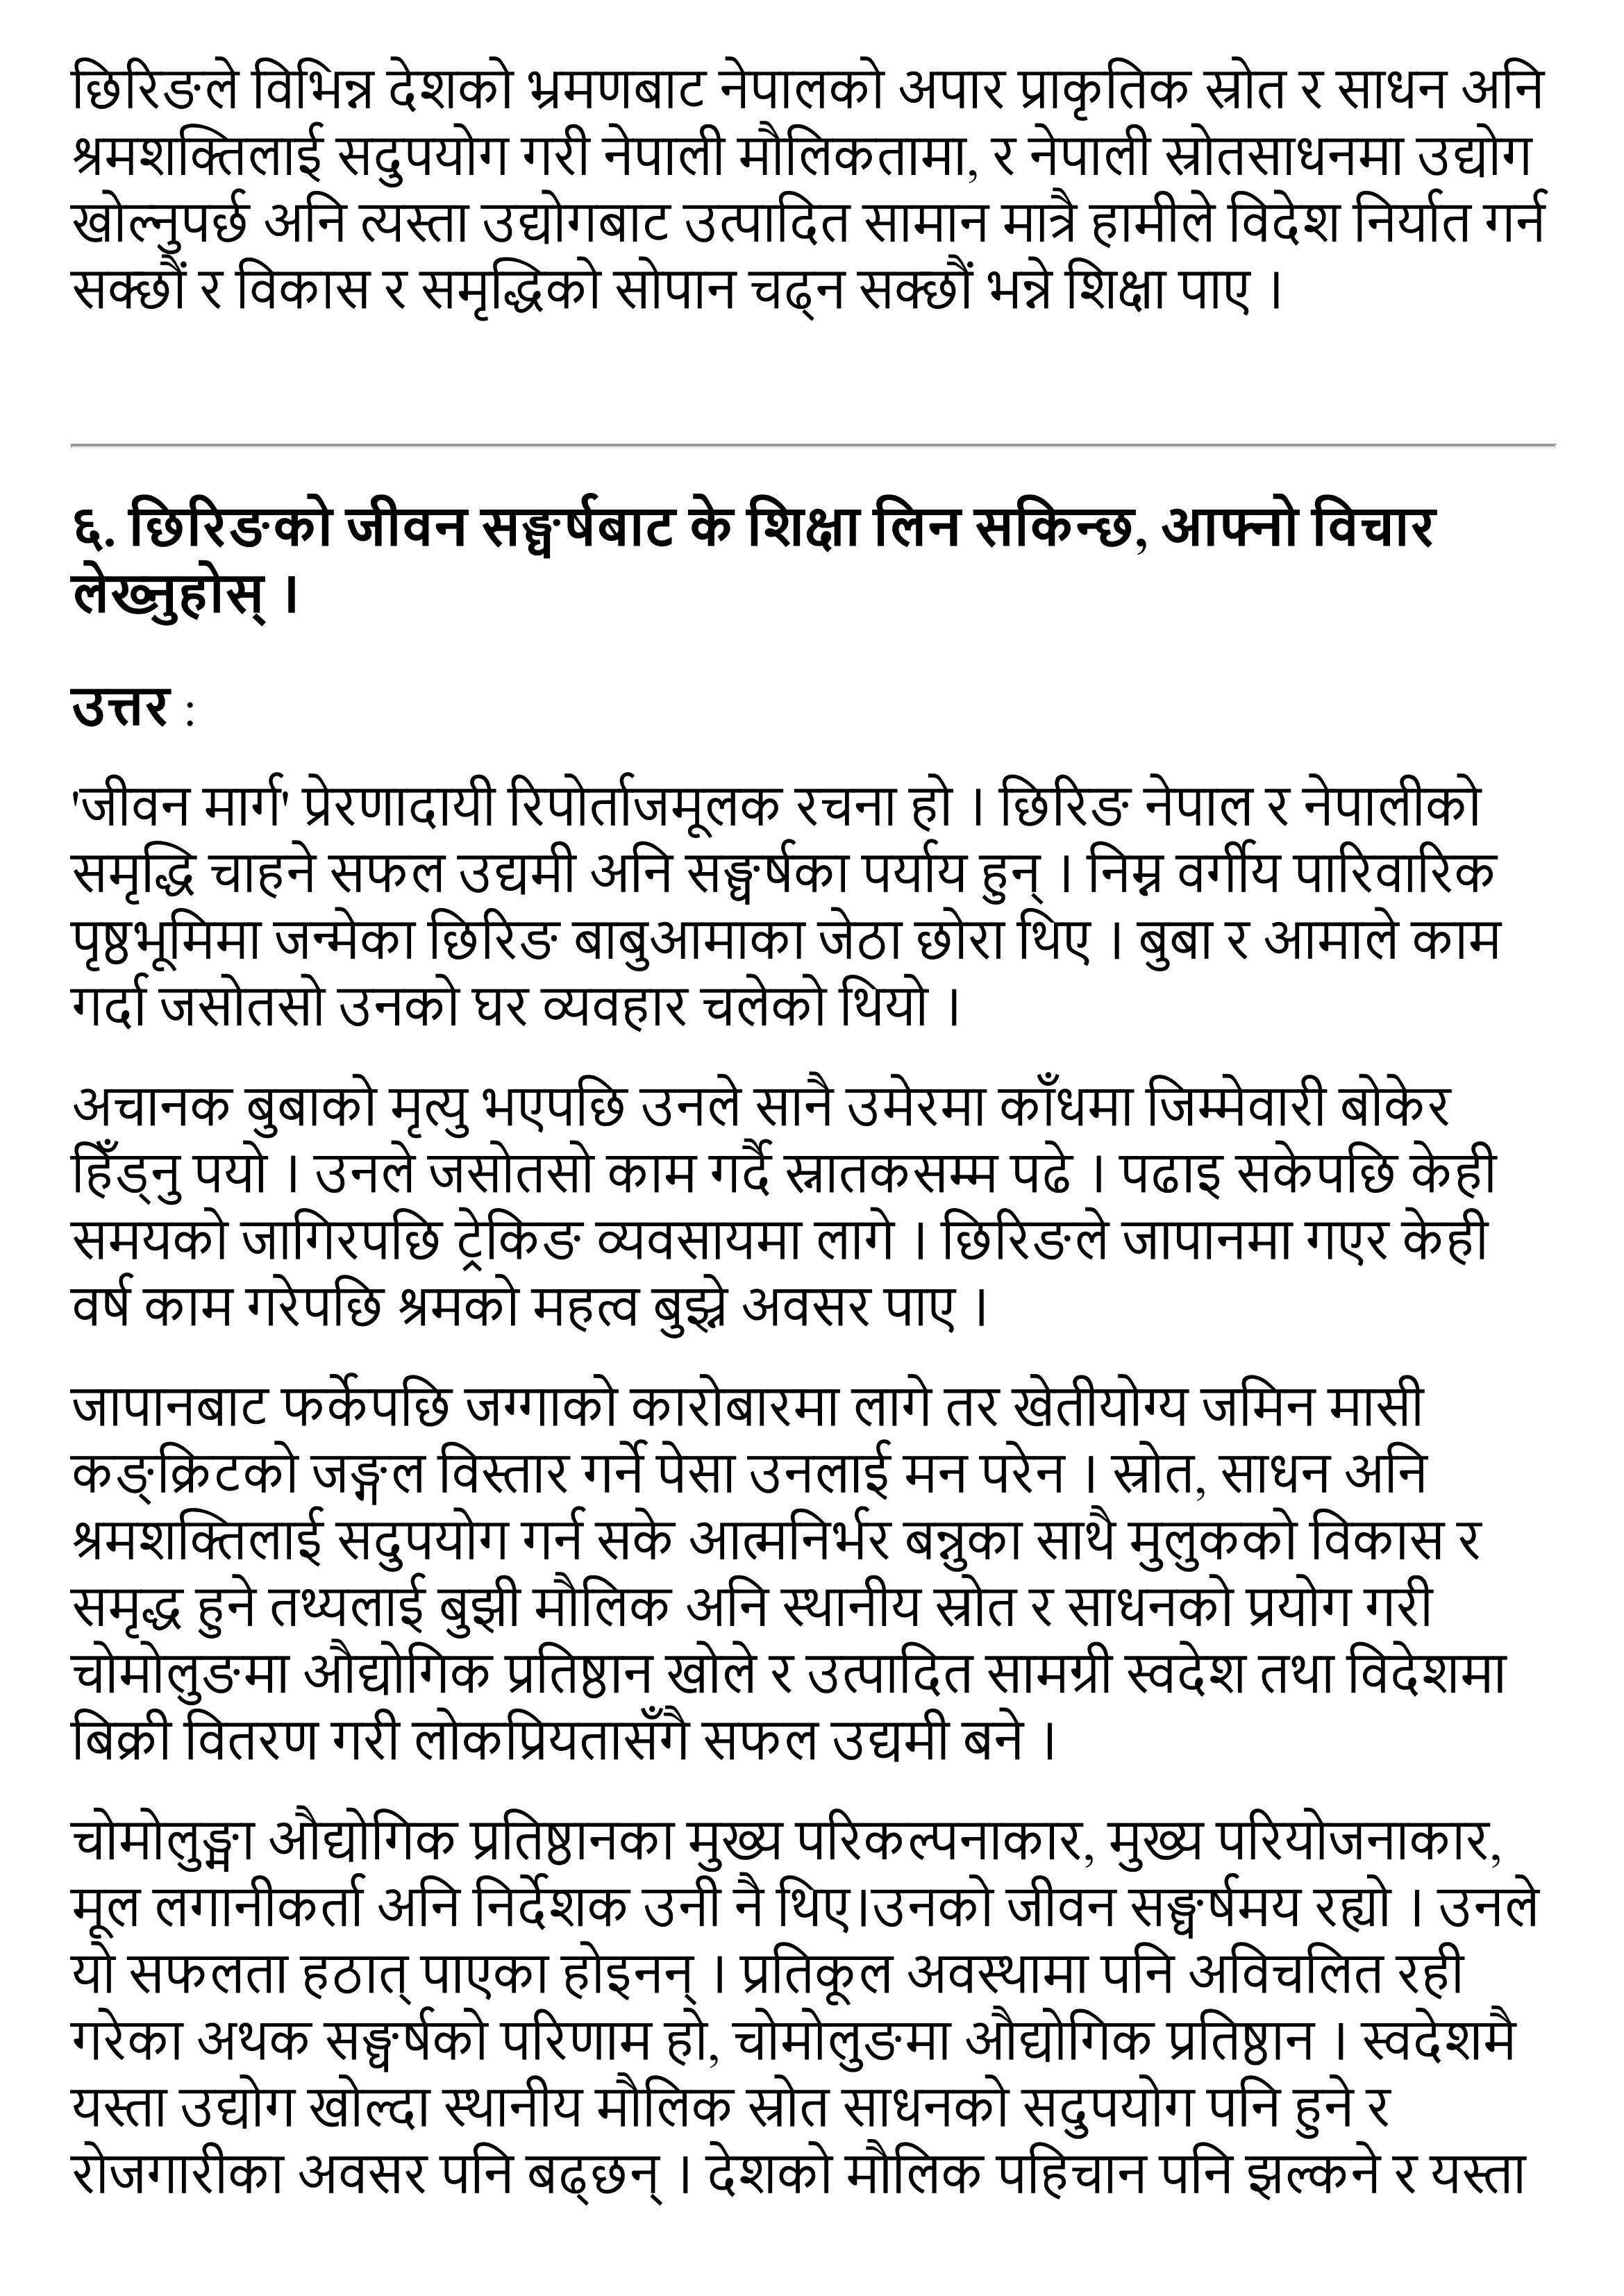 छिरिङले विभिन्न देशको भ्रमणबाट नेपालको अपार प्राकृतिक स्रोत र साधन अनि
श्रमशक्तिलाई सदुपयोग गरी नेपाली मौलिकतामा, र नेपाली स्रोतसाधनमा उद्योग
खोल्नुपर्छ अनि त्यस्ता उद्योगबाट उत्पादित सामान मात्रै हामीले विदेश निर्यात गर्न
सक्छौं र विकास र समृद्धिको सोपान चढ्न सक्छौं भन्ने शिक्षा पाए ।
६. छिरिङको जीवन सङ्घर्षबाट के शिक्षा लिन सकिन्छ, आफ्नो विचार
लेख्नुहोस् ।
उत्तर :
'जीवन मार्ग' प्रेरणादायी रिपोर्ताजमूलक रचना हो । छिरिङ नेपाल र नेपालीको
समृद्धि चाहने सफल उद्यमी अनि सङ्घर्षका पर्याय हुन् । निम्न वर्गीय पारिवारिक
पृष्ठभूमिमा जन्मेका छिरिङ बाबुआमाका जेठा छोरा थिए । बुबा र आमाले काम
गर्दा जसोतसो उनको घर व्यवहार चलेको थियो ।
अचानक बुबाको मृत्यु भएपछि उनले सानै उमेरमा काँधमा जिम्मेवारी बोकेर
हिँड्नु पयो । उनले जसोतसो काम गर्दै स्नातकसम्म पढे । पढाइ सकेपछि केही
समयको जागिरपछि ट्रेकिङ व्यवसायमा लागे । छिरिङले जापानमा गएर केही
वर्ष काम गरेपछि श्रमको महत्व बुझ्ने अवसर पाए ।
जापानबाट फर्केपछि जग्गाको कारोबारमा लागे तर खेतीयोग्य जमिन मासी
कङ्क्रिटको जङ्गल विस्तार गर्ने पेसा उनलाई मन परेन । स्रोत, साधन अनि
श्रमशक्तिलाई सदुपयोग गर्न सके आत्मनिर्भर बन्नुका साथै मुलुकको विकास र
समृद्ध हुने तथ्यलाई बुझी मौलिक अनि स्थानीय स्रोत र साधनको प्रयोग गरी
चोमोलुङमा औद्योगिक प्रतिष्ठान खोले र उत्पादित सामग्री स्वदेश तथा विदेशमा
बिक्री वितरण गरी लोकप्रियतासँगै सफल उद्यमी बने ।
चोमोलुङ्मा औद्योगिक प्रतिष्ठानका मुख्य परिकल्पनाकार, मुख्य परियोजनाकार,
मूल लगानीकर्ता अनि निर्देशक उनी नै थिए।उनको जीवन सङ्घर्षमय रह्यो । उनले
यो सफलता हठात् पाएका होइनन् । प्रतिकूल अवस्थामा पनि अविचलित रही
गरेका अथक सङ्घर्षको परिणाम हो, चोमोलुङमा औद्योगिक प्रतिष्ठान । स्वदेशमै
यस्ता उद्योग खोल्दा स्थानीय मौलिक स्रोत साधनको सदुपयोग पनि हुने र
रोजगारीका अवसर पनि बढ्छन् । देशको मौलिक पहिचान पनि झल्कने र यस्ता